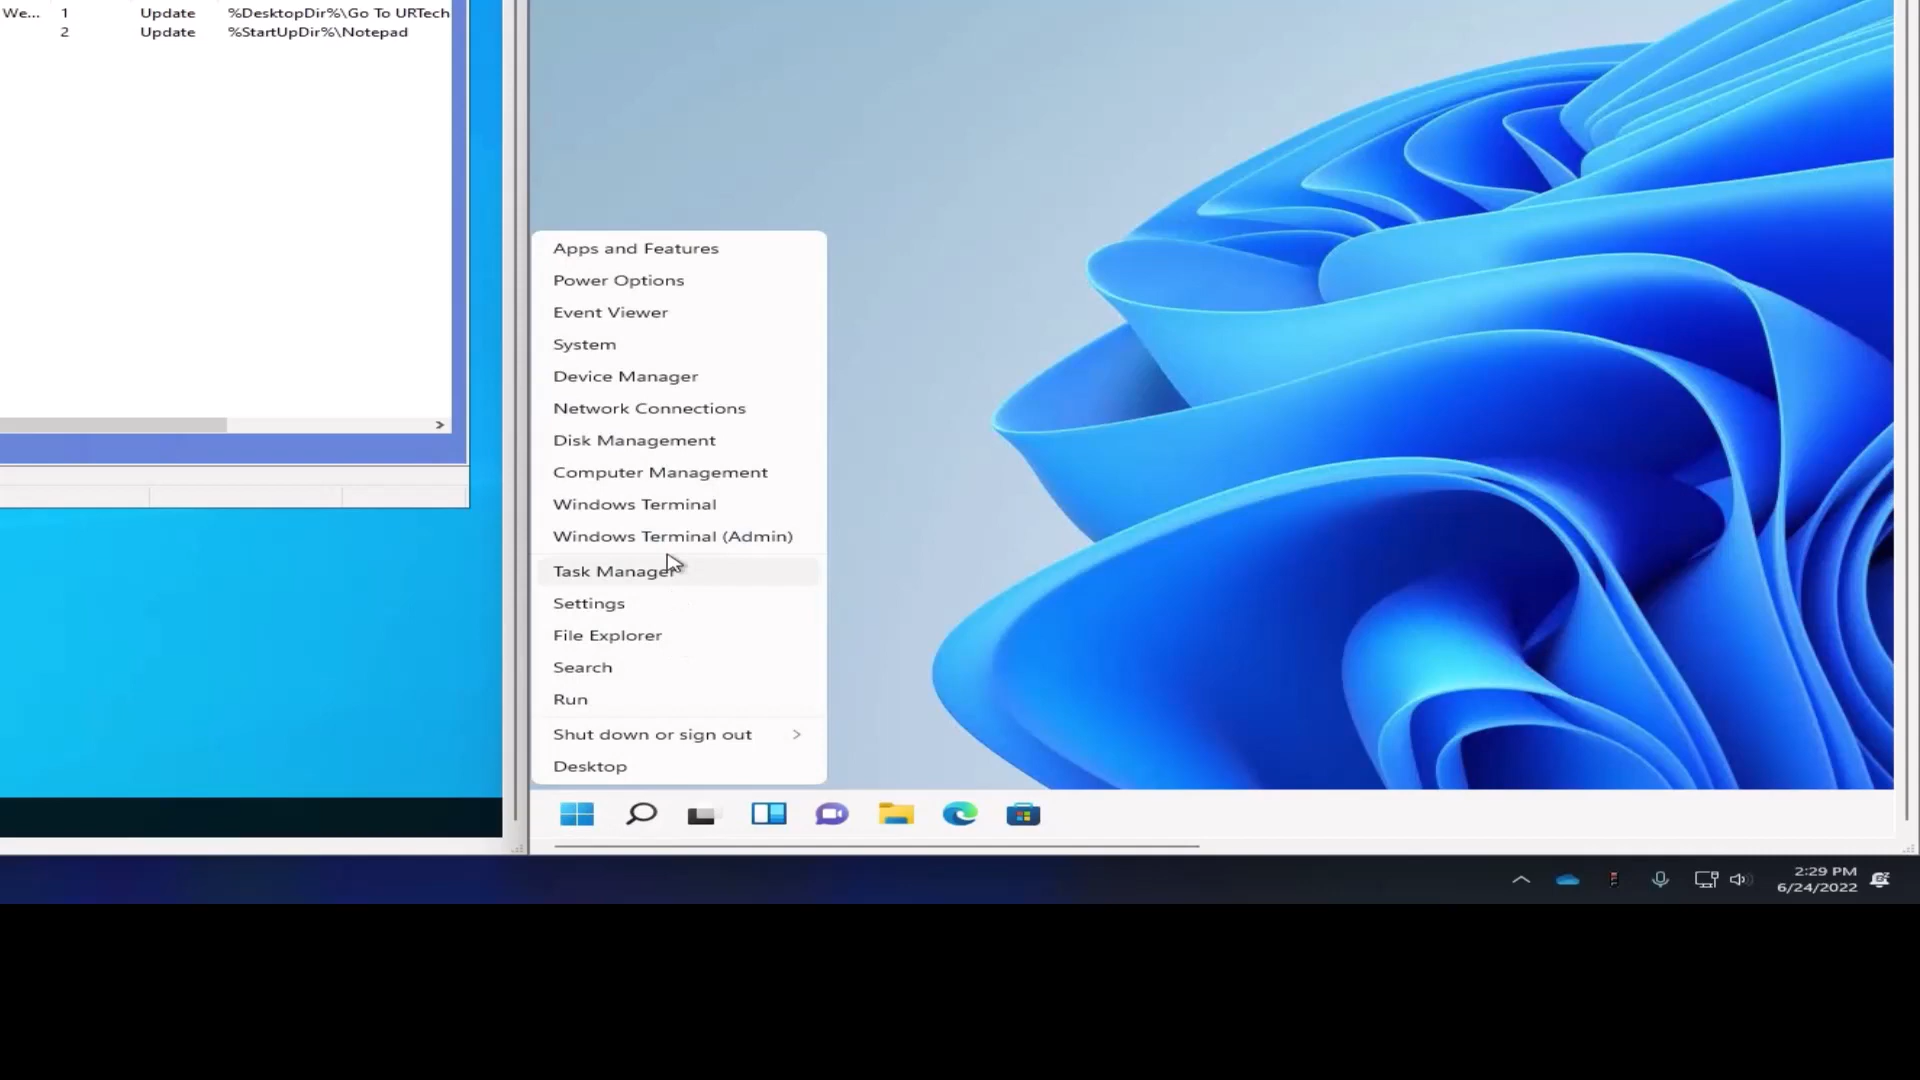 We... 1 Update %DesktopDir%\Go To URTech
2 Update %StartUpDir%\Notepad
Apps and Features
Power Options
Event Viewer
System
Device Manager
Network Connections
Disk Management
Computer Management
Windows Terminal
Windows Terminal (Admin)
Task Manager
Settings
File Explorer
Search
Run
Shut down or sign out
Desktop
2:29 PM
6/24/2022